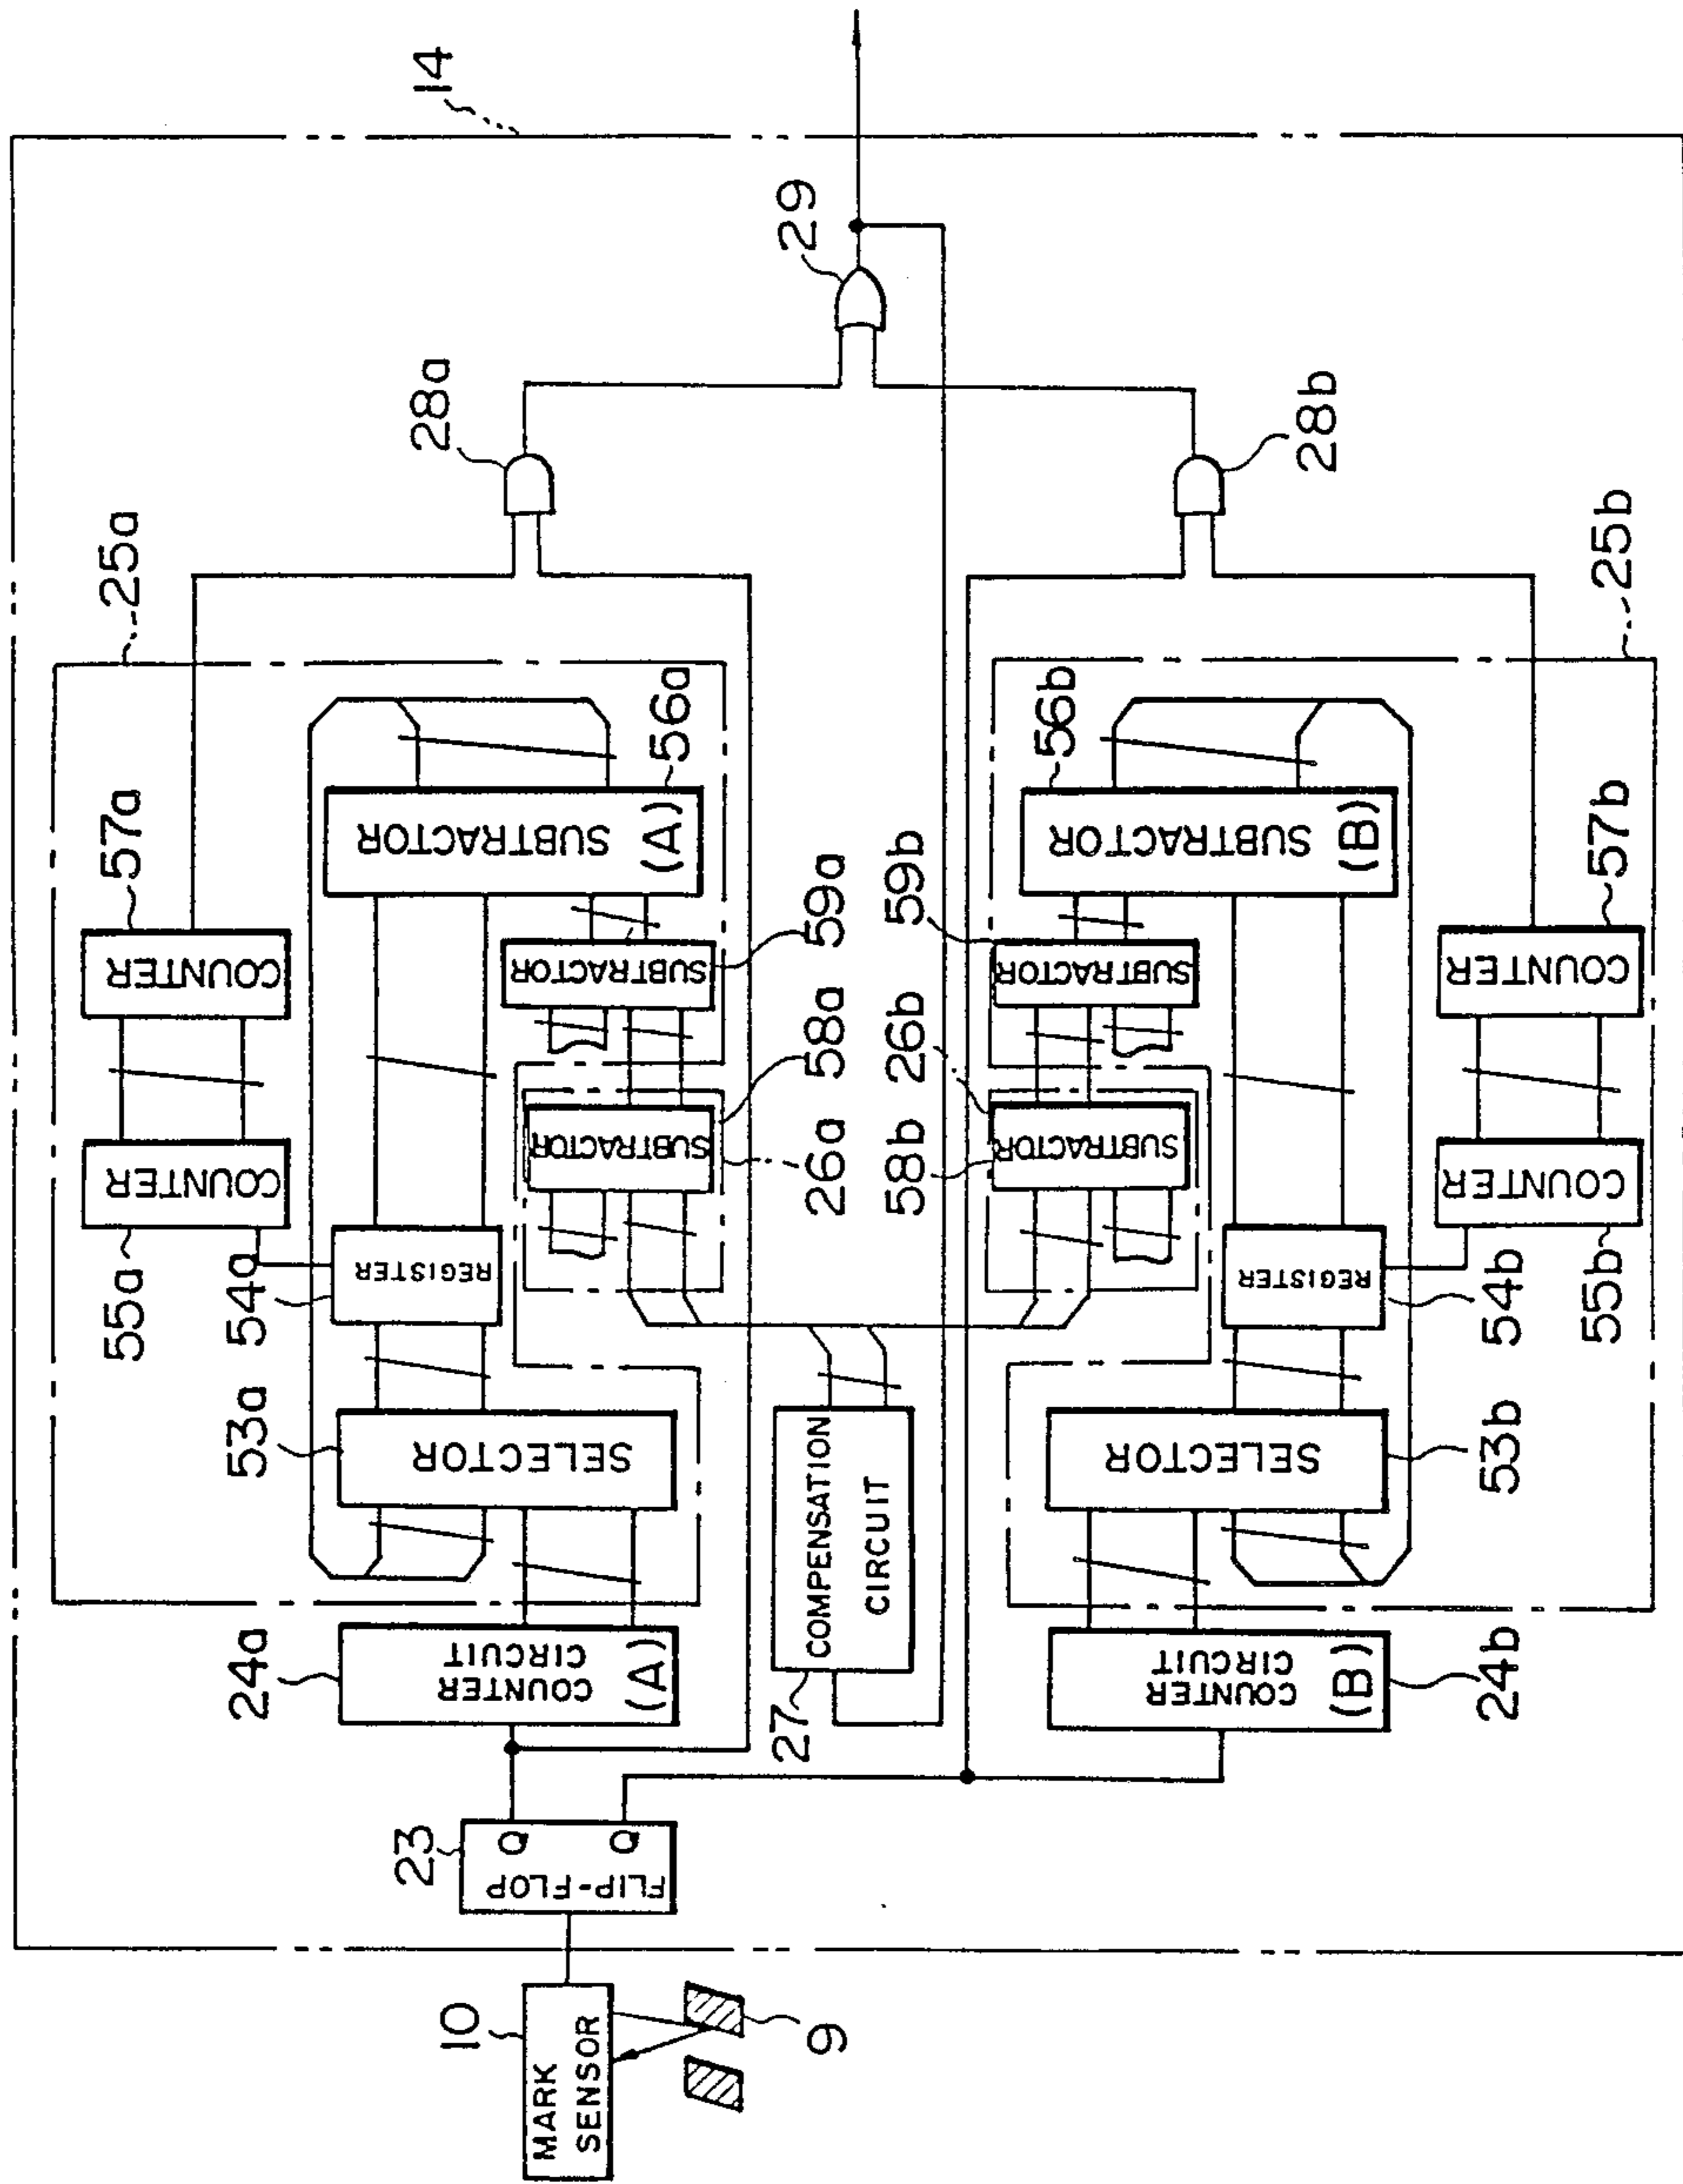 14
29
28a
28b
25a
25b
57a
COUNTER
COUNTER
55a
SUBTRACTOR
(A)
56a
SUBTRACTOR
59a
SUBTRACTOR
58a
26a
REGISTER
54a
SELECTOR
53a
COUNTER
CIRCUIT
(A)
24a
COMPENSATION
CIRCUIT
27
SUBTRACTOR
(B)
56b
SUBTRACTOR
59b
SUBTRACTOR
58b
26b
57b
COUNTER
COUNTER
55b
REGISTER
54b
SELECTOR
53b
COUNTER
CIRCUIT
(B)
24b
23
FLIP-FLOP
Q
Q
10
MARK
SENSOR
9